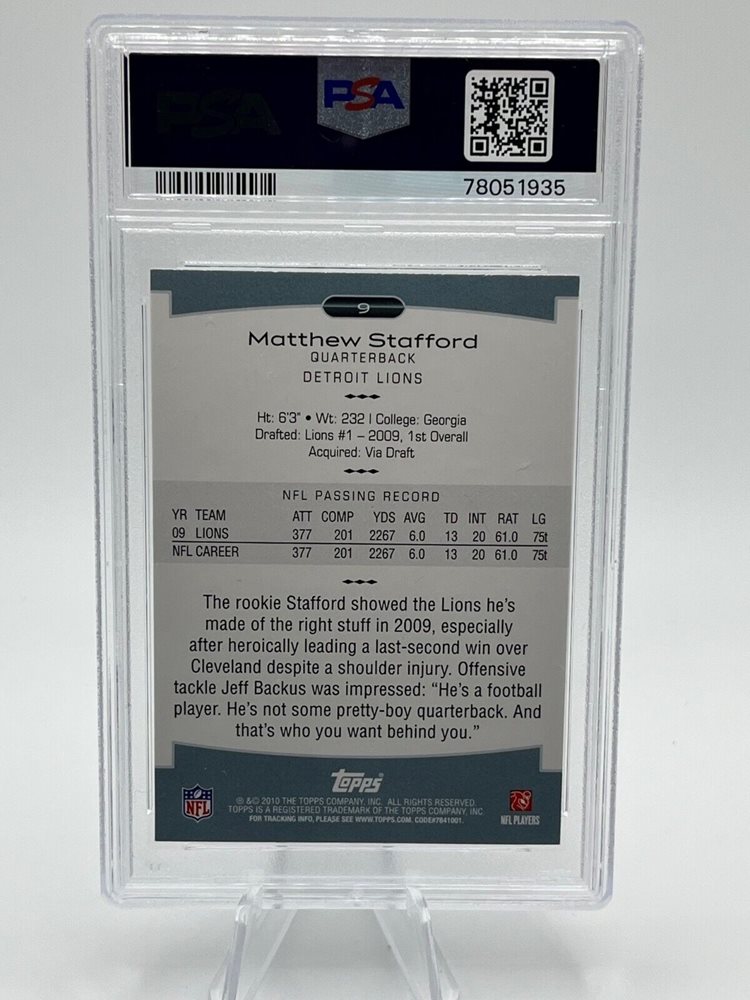 PSA
PSA
78051935
9
Matthew Stafford
QUARTERBACK
DETROIT LIONS
Ht: 6'3" • Wt: 232 | College: Georgia
Drafted: Lions #1 – 2009, 1st Overall
Acquired: Via Draft
NFL PASSING RECORD
YR TEAM ATT COMP YDS AVG TD INT RAT LG
09 LIONS 377 201 2267 6.0 13 20 61.0 75t
NFL CAREER 377 201 2267 6.0 13 20 61.0 75t
The rookie Stafford showed the Lions he's
made of the right stuff in 2009, especially
after heroically leading a last-second win over
Cleveland despite a shoulder injury. Offensive
tackle Jeff Backus was impressed: “He's a football
player. He's not some pretty-boy quarterback. And
that's who you want behind you.”
topps
NFL
® &© 2010 THE TOPPS COMPANY, INC. ALL RIGHTS RESERVED.
TOPPS IS A REGISTERED TRADEMARK OF THE TOPPS COMPANY, INC.
FOR TRACKING INFO, PLEASE SEE WWW.TOPPS.COM. CODE#7841001.
NFL PLAYERS